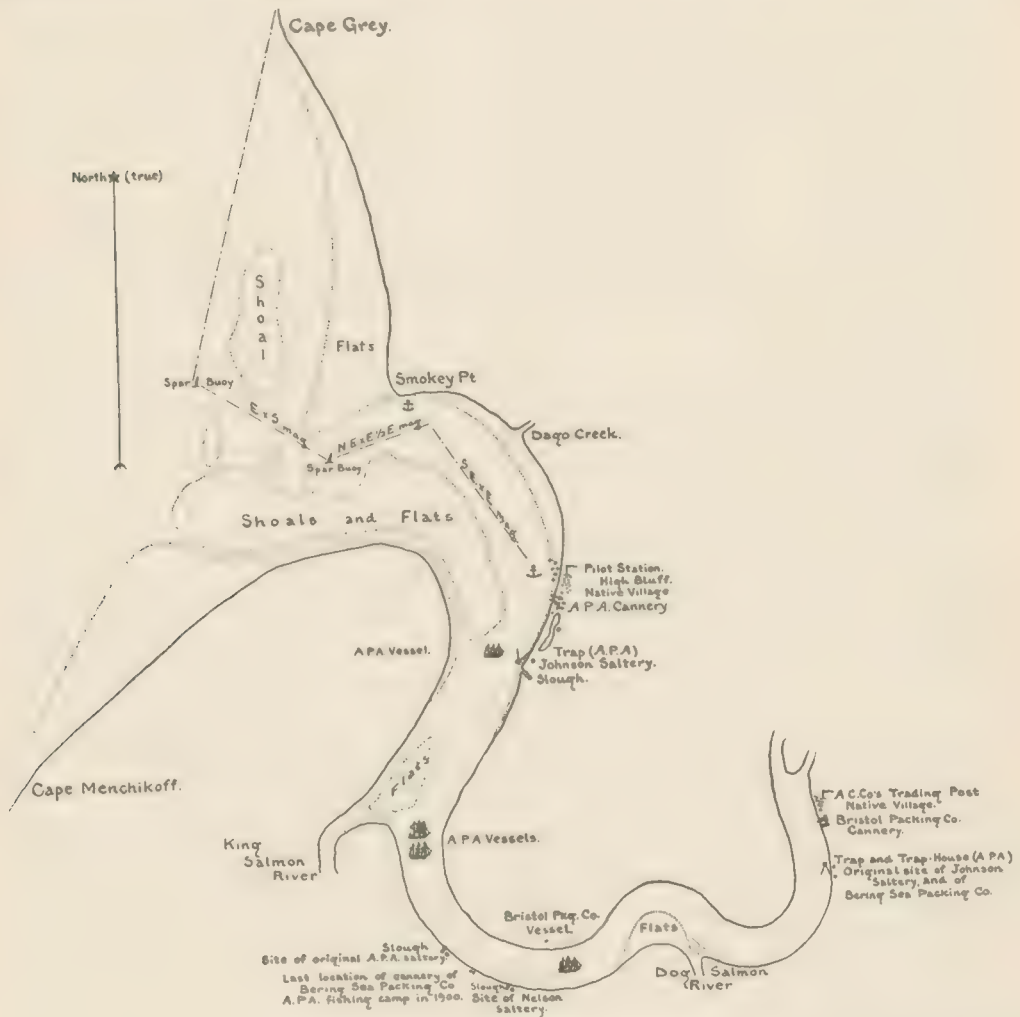 Cape Grey.
North (true)
Shoal
Flats
Spar Buoy
Smokey Pt
E x S mag
N E x E ½ E mag
Spar Buoy
Dago Creek.
S E x E mag
Shoals and Flats
Pilot Station.
High Bluff.
Native Village
A P A. Cannery
A.P.A Vessel.
Trap (A.P.A)
Johnson Saltery.
Slough.
Flats
Cape Menchikoff.
A.C.Co's Trading Post
Native Village.
Bristol Packing Co.
Cannery.
King
Salmon
River
A P A Vessels.
Trap and Trap-House (A P A)
Original site of Johnson
Saltery, and of
Bering Sea Packing Co.
Bristol Pkg. Co.
Vessel.
Flats
Slough
Site of original A.P.A. saltery
Last location of cannery of
Bering Sea Packing Co
A.P.A. fishing camp in 1900.
Slough
Site of Nelson
Saltery.
Dog Salmon
River